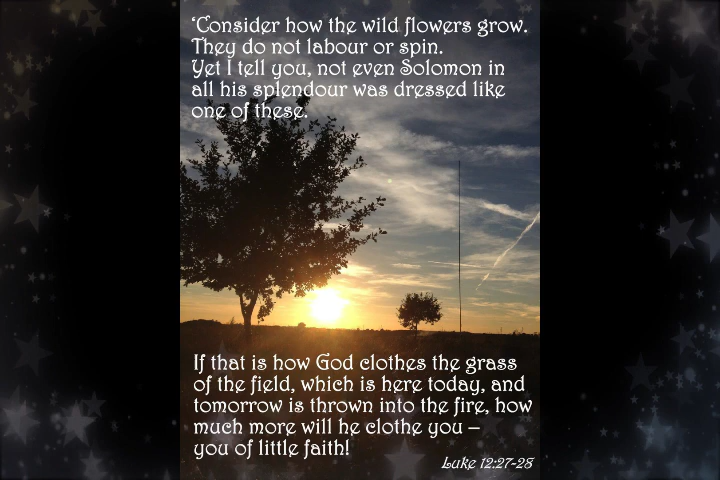 ‘Consider how the wild flowers grow.
They do not labour or spin.
Yet I tell you, not even Solomon in
all his splendour was dressed like
one of these.
If that is how God clothes the grass
of the field, which is here today, and
tomorrow is thrown into the fire, how
much more will he clothe you –
you of little faith!
Luke 12:27-28